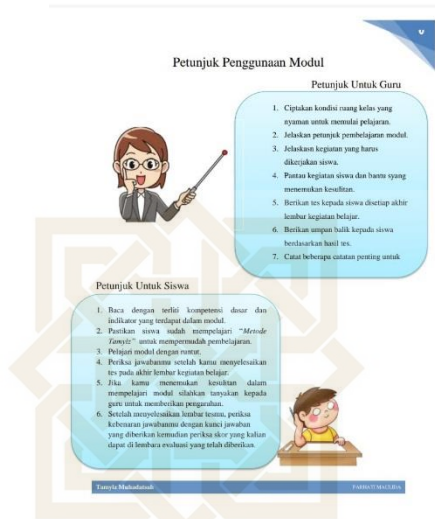 v
Petunjuk Penggunaan Modul
Petunjuk Untuk Guru
1. Ciptakan kondisi ruang kelas yang
nyaman untuk memulai pelajaran.
2. Jelaskan petunjuk pembelajaran modul.
3. Jelaskasn kegiatan yang harus
dikerjakan siswa.
4. Pantau kegiatan siswa dan bantu syang
menemukan kesulitan.
5. Berikan tes kepada siswa disetiap akhir
lembar kegiatan belajar.
6. Berikan umpan balik kepada siswa
berdasarkan hasil tes.
7. Catat beberapa catatan penting untuk
Petunjuk Untuk Siswa
1. Baca dengan teriti kompetensi dasar dan
indikator yang terdapat dalam modul.
2. Pastikan siswa sudah mempelajari "Metode
Tamyiz" untuk mempermudah pembelajaran.
3. Pelajari modul dengan runtut.
4. Periksa jawabanmu setelah kamu menyelesaikan
tes pada akhir lembar kegiatan belajar.
5. Jika kamu menemukan kesulitan dalam
mempelajari modul silahkan tanyakan kepada
guru untuk memberikan pengarahan.
6. Setelah menyelesaikan lembar tesmu, periksa
kebenaran jawabanmu dengan kunci jawaban
yang diberikan kemudian periksa skor yang kalian
dapat di lembara evaluasi yang telah diberikan.
Tamyiz Muhadatsah